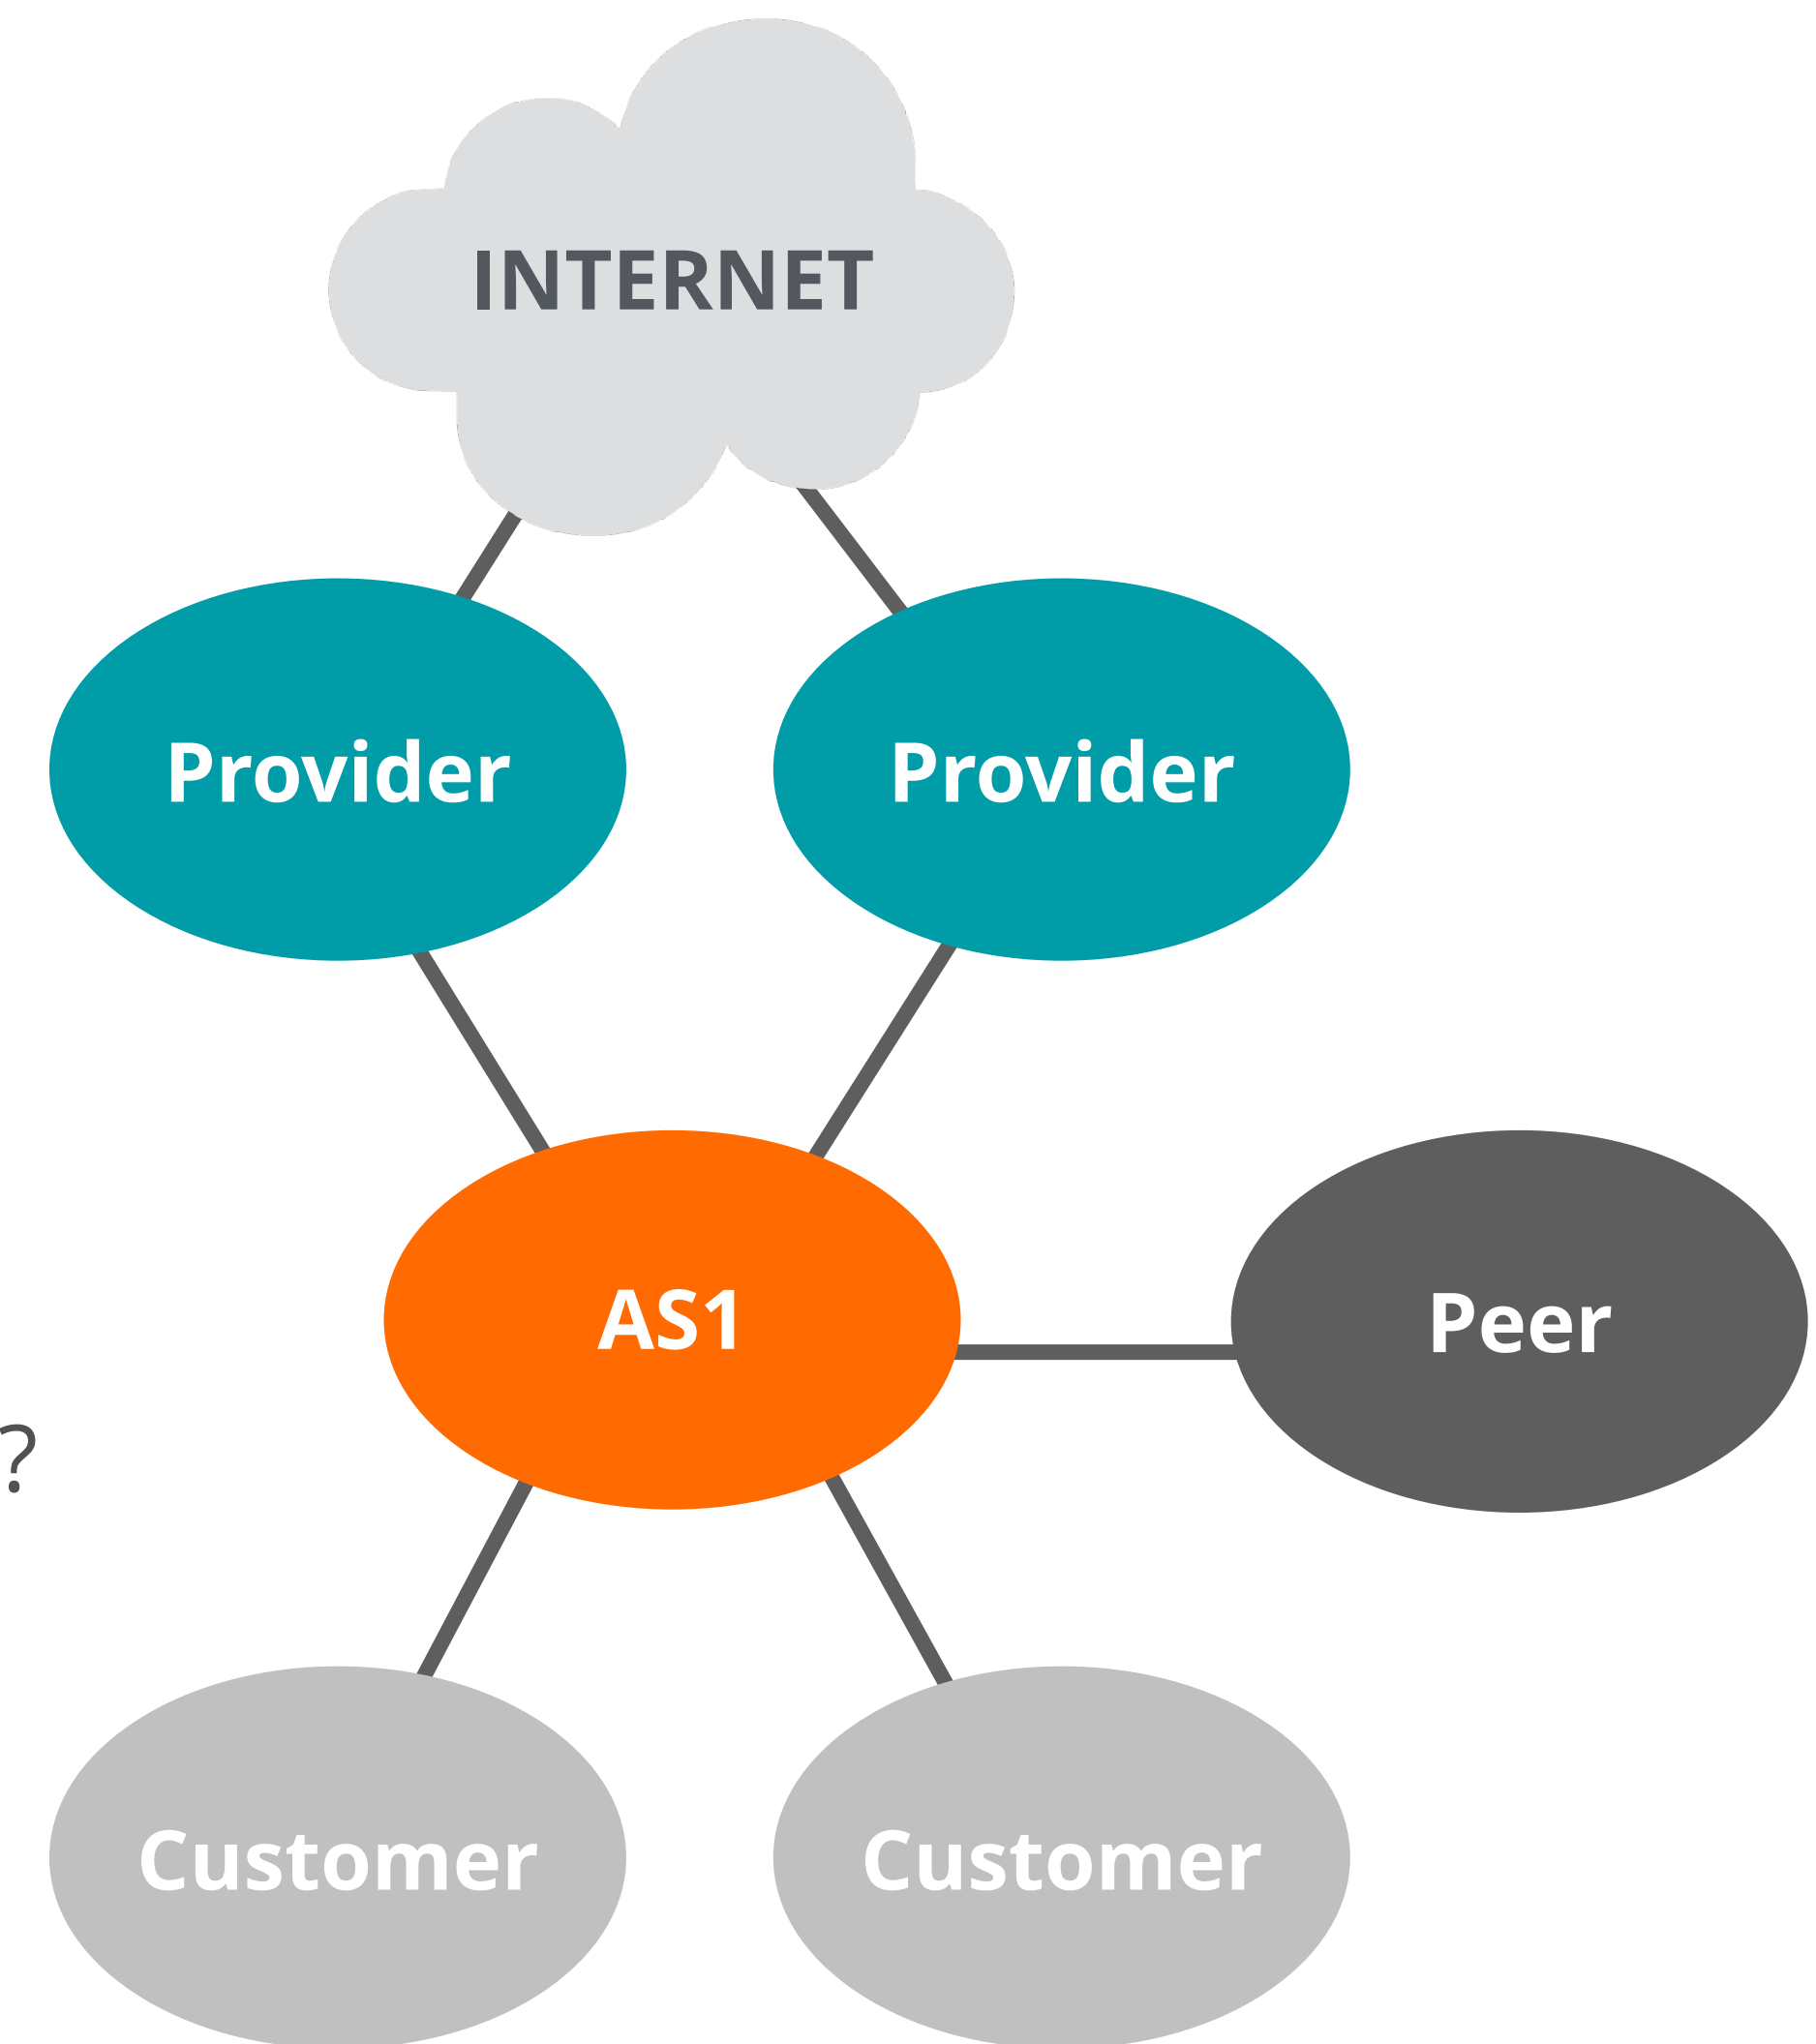 INTERNET
Provider
Provider
AS1
Peer
?
Customer
Customer